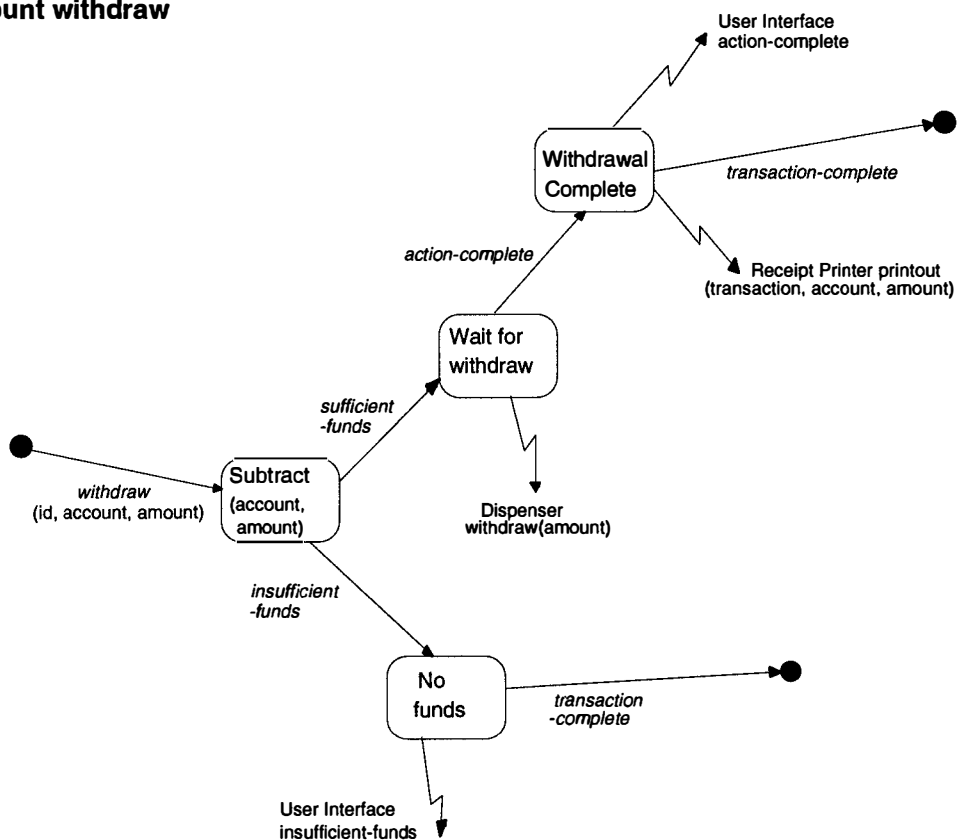 withdraw
User Interface
action-complete
Withdrawal
Complete
transaction-complete
action-complete
Receipt Printer printout
(transaction, account, amount)
Wait for
withdraw
sufficient
-funds
withdraw
(id, account, amount)
Subtract
(account,
amount)
Dispenser
withdraw(amount)
insufficient
-funds
No
funds
transaction
-complete
User Interface
insufficient-funds